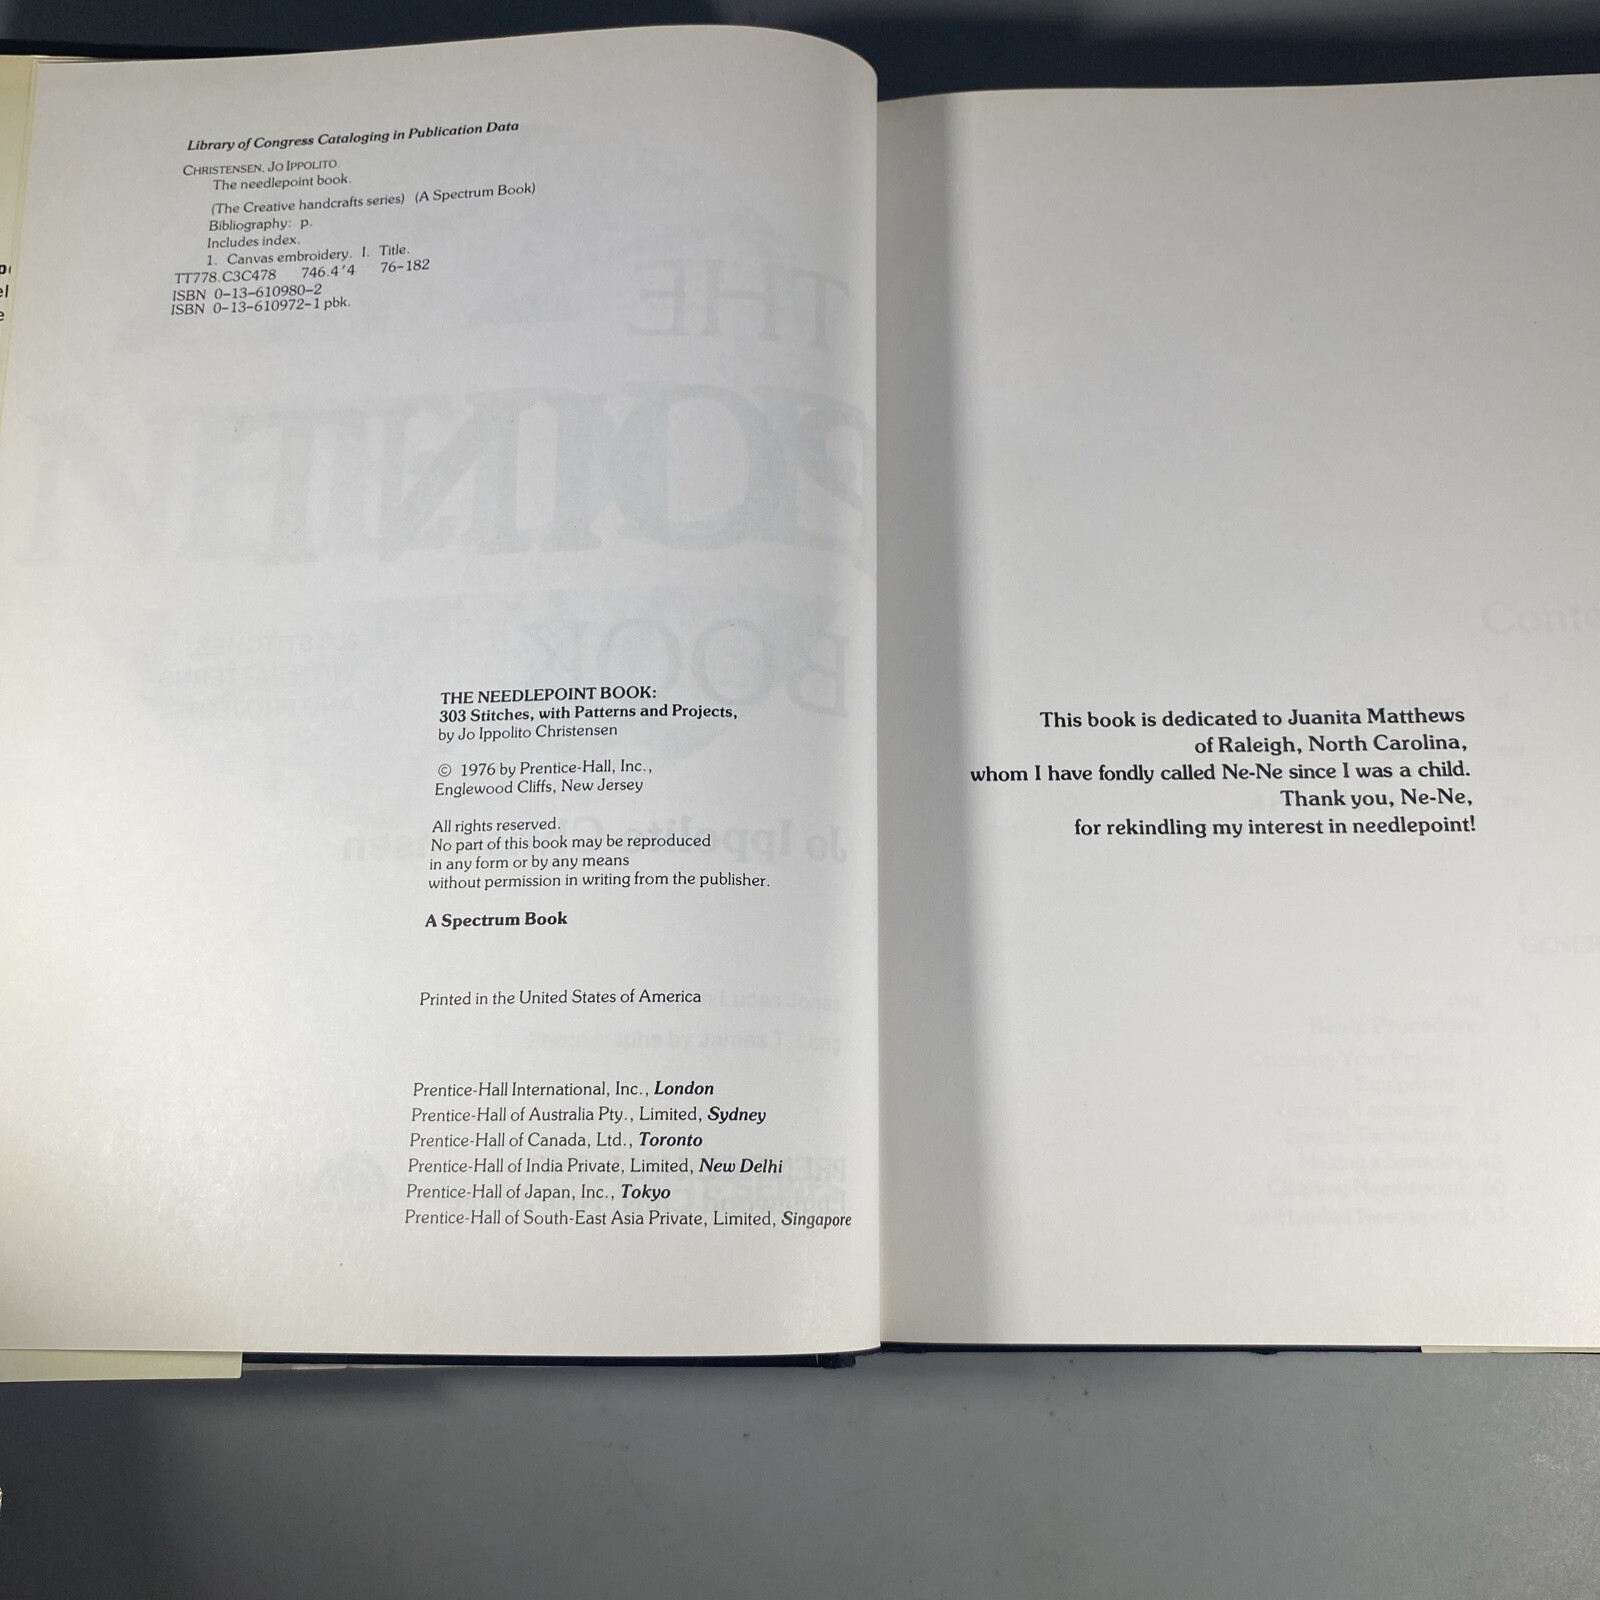 Library of Congress Cataloging in Publication Data
CHRISTENSEN, JO IPPOLITO.
The needlepoint book.
(The Creative handcrafts series) (A Spectrum Book)
Bibliography: p.
Includes index.
1. Canvas embroidery. I. Title.
TT778.C3C478 746.4'4 76-182
ISBN 0-13-610980-2
ISBN 0-13-610972-1 pbk.
THE NEEDLEPOINT BOOK:
303 Stitches, with Patterns and Projects,
by Jo Ippolito Christensen
© 1976 by Prentice-Hall, Inc.,
Englewood Cliffs, New Jersey
All rights reserved.
No part of this book may be reproduced
in any form or by any means
without permission in writing from the publisher.
A Spectrum Book
Printed in the United States of America
Prentice-Hall International, Inc., London
Prentice-Hall of Australia Pty., Limited, Sydney
Prentice-Hall of Canada, Ltd., Toronto
Prentice-Hall of India Private, Limited, New Delhi
Prentice-Hall of Japan, Inc., Tokyo
Prentice-Hall of South-East Asia Private, Limited, Singapore
This book is dedicated to Juanita Matthews
of Raleigh, North Carolina,
whom I have fondly called Ne-Ne since I was a child.
Thank you, Ne-Ne,
for rekindling my interest in needlepoint!